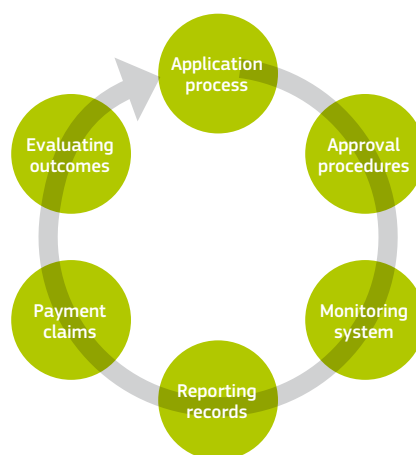 Application
process
Approval
procedures
Monitoring
system
Reporting
records
Payment
claims
Evaluating
outcomes